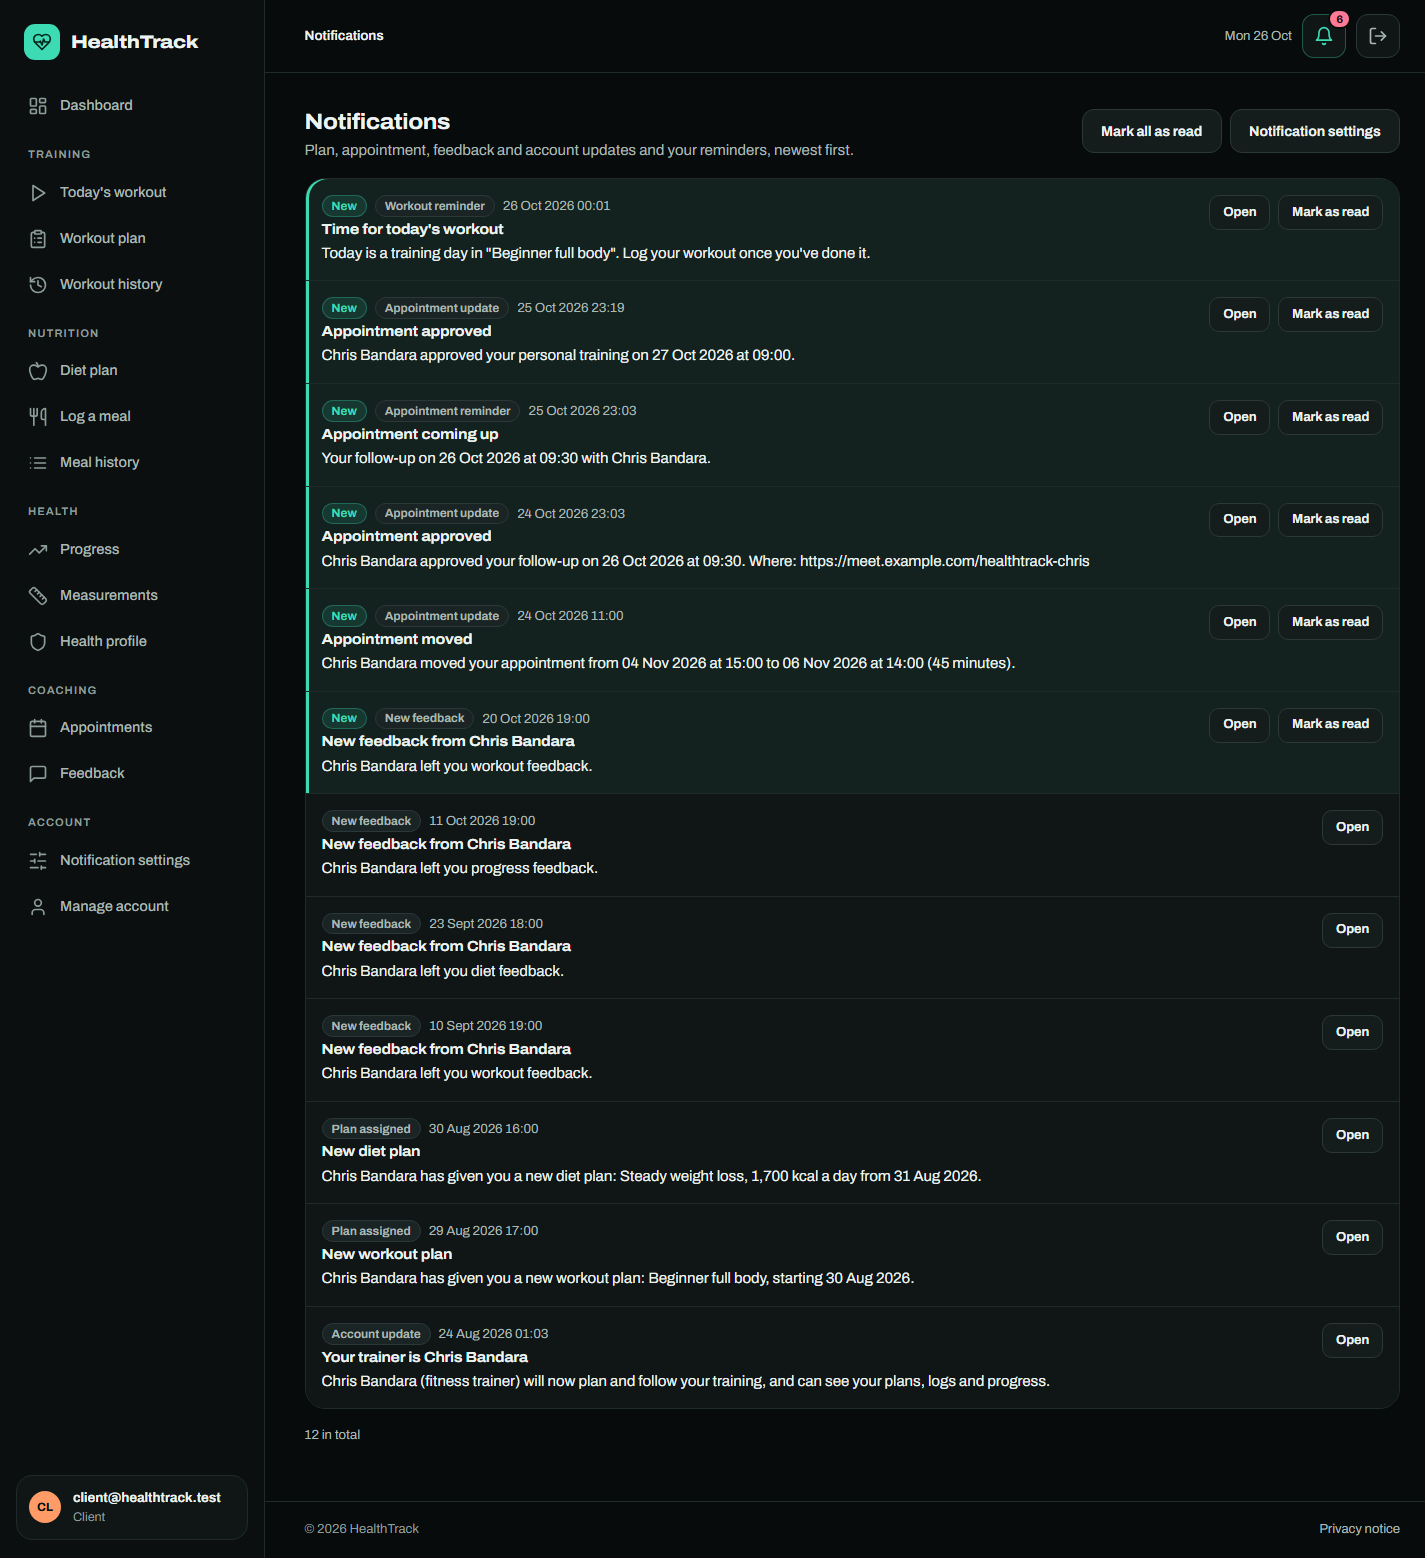 HealthTrack
Dashboard
TRAINING
Today's workout
Workout plan
Workout history
NUTRITION
Diet plan
Log a meal
Meal history
HEALTH
Progress
Measurements
Health profile
COACHING
Appointments
Feedback
ACCOUNT
Notification settings
Manage account
CL
client@healthtrack.test
Client
Notifications
Mon 26 Oct
6
Notifications
Plan, appointment, feedback and account updates and your reminders, newest first.
Mark all as read
Notification settings
New Workout reminder 26 Oct 2026 00:01
Time for today's workout
Today is a training day in "Beginner full body". Log your workout once you've done it.
Open Mark as read
New Appointment update 25 Oct 2026 23:19
Appointment approved
Chris Bandara approved your personal training on 27 Oct 2026 at 09:00.
Open Mark as read
New Appointment reminder 25 Oct 2026 23:03
Appointment coming up
Your follow-up on 26 Oct 2026 at 09:30 with Chris Bandara.
Open Mark as read
New Appointment update 24 Oct 2026 23:03
Appointment approved
Chris Bandara approved your follow-up on 26 Oct 2026 at 09:30. Where: https://meet.example.com/healthtrack-chris
Open Mark as read
New Appointment update 24 Oct 2026 11:00
Appointment moved
Chris Bandara moved your appointment from 04 Nov 2026 at 15:00 to 06 Nov 2026 at 14:00 (45 minutes).
Open Mark as read
New New feedback 20 Oct 2026 19:00
New feedback from Chris Bandara
Chris Bandara left you workout feedback.
Open Mark as read
New feedback 11 Oct 2026 19:00
New feedback from Chris Bandara
Chris Bandara left you progress feedback.
Open
New feedback 23 Sept 2026 18:00
New feedback from Chris Bandara
Chris Bandara left you diet feedback.
Open
New feedback 10 Sept 2026 19:00
New feedback from Chris Bandara
Chris Bandara left you workout feedback.
Open
Plan assigned 30 Aug 2026 16:00
New diet plan
Chris Bandara has given you a new diet plan: Steady weight loss, 1,700 kcal a day from 31 Aug 2026.
Open
Plan assigned 29 Aug 2026 17:00
New workout plan
Chris Bandara has given you a new workout plan: Beginner full body, starting 30 Aug 2026.
Open
Account update 24 Aug 2026 01:03
Your trainer is Chris Bandara
Chris Bandara (fitness trainer) will now plan and follow your training, and can see your plans, logs and progress.
Open
12 in total
© 2026 HealthTrack
Privacy notice